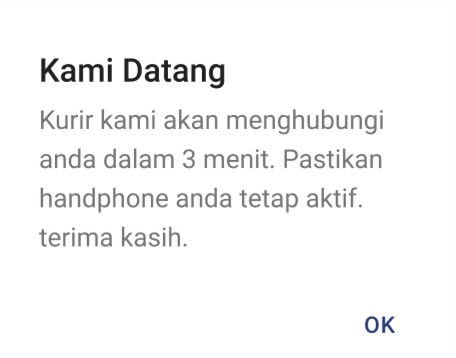 Kami Datang
Kurir kami akan menghubungi
anda dalam 3 menit. Pastikan
handphone anda tetap aktif.
terima kasih.
OK